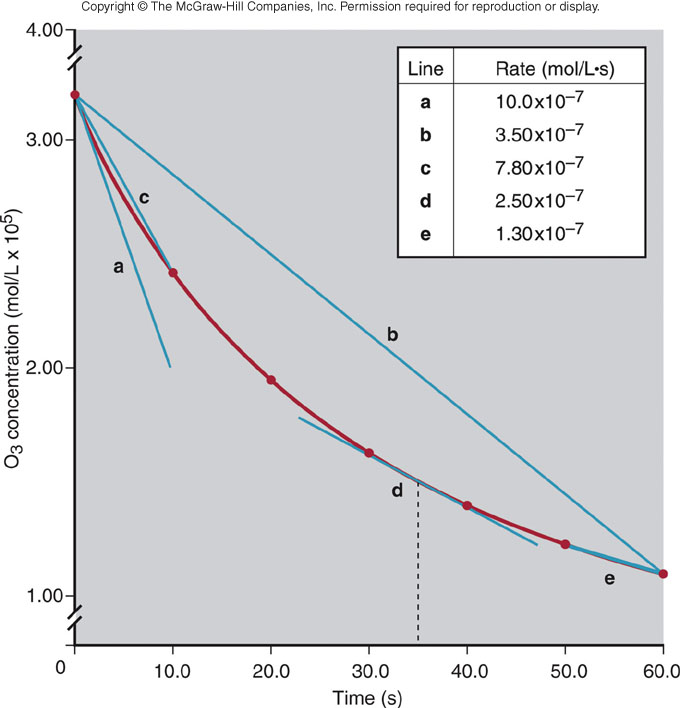 Copyright © The McGraw-Hill Companies, Inc. Permission required for reproduction or display.
4.00
3.00
2.00
1.00
0
10.0
20.0
30.0
40.0
50.0
60.0
Time (s)
O₃ concentration (mol/L x 10⁵)
Line Rate (mol/L•s)
a 10.0x10⁻⁷
b 3.50x10⁻⁷
c 7.80x10⁻⁷
d 2.50x10⁻⁷
e 1.30x10⁻⁷
c
a
b
d
e